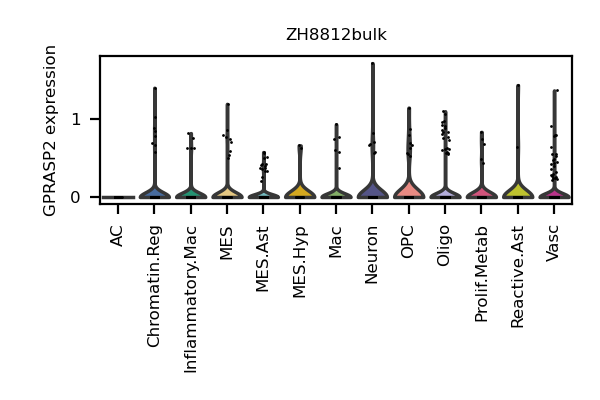 ZH8812bulk
GPRASP2 expression
1
0
AC
Chromatin.Reg
Inflammatory.Mac
MES
MES.Ast
MES.Hyp
Mac
Neuron
OPC
Oligo
Prolif.Metab
Reactive.Ast
Vasc